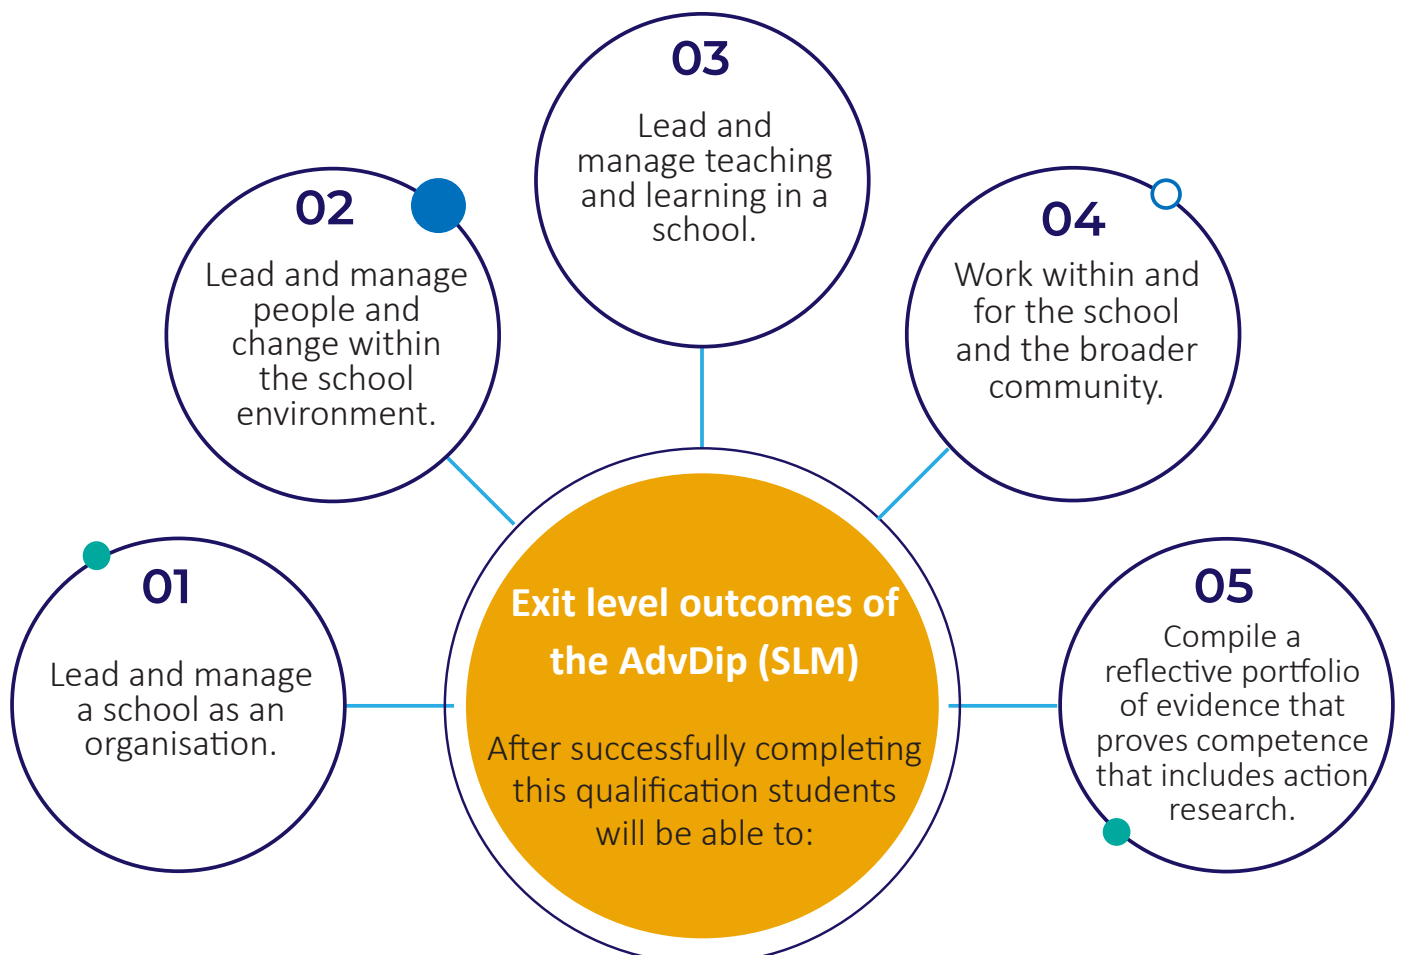 03
Lead and
manage teaching
and learning in a
school.
02
Lead and manage
people and
change within
the school
environment.
04
Work within and
for the school
and the broader
community.
01
Lead and manage
a school as an
organisation.
Exit level outcomes of
the AdvDip (SLM)
After successfully completing
this qualification students
will be able to:
05
Compile a
reflective portfolio
of evidence that
proves competence
that includes action
research.